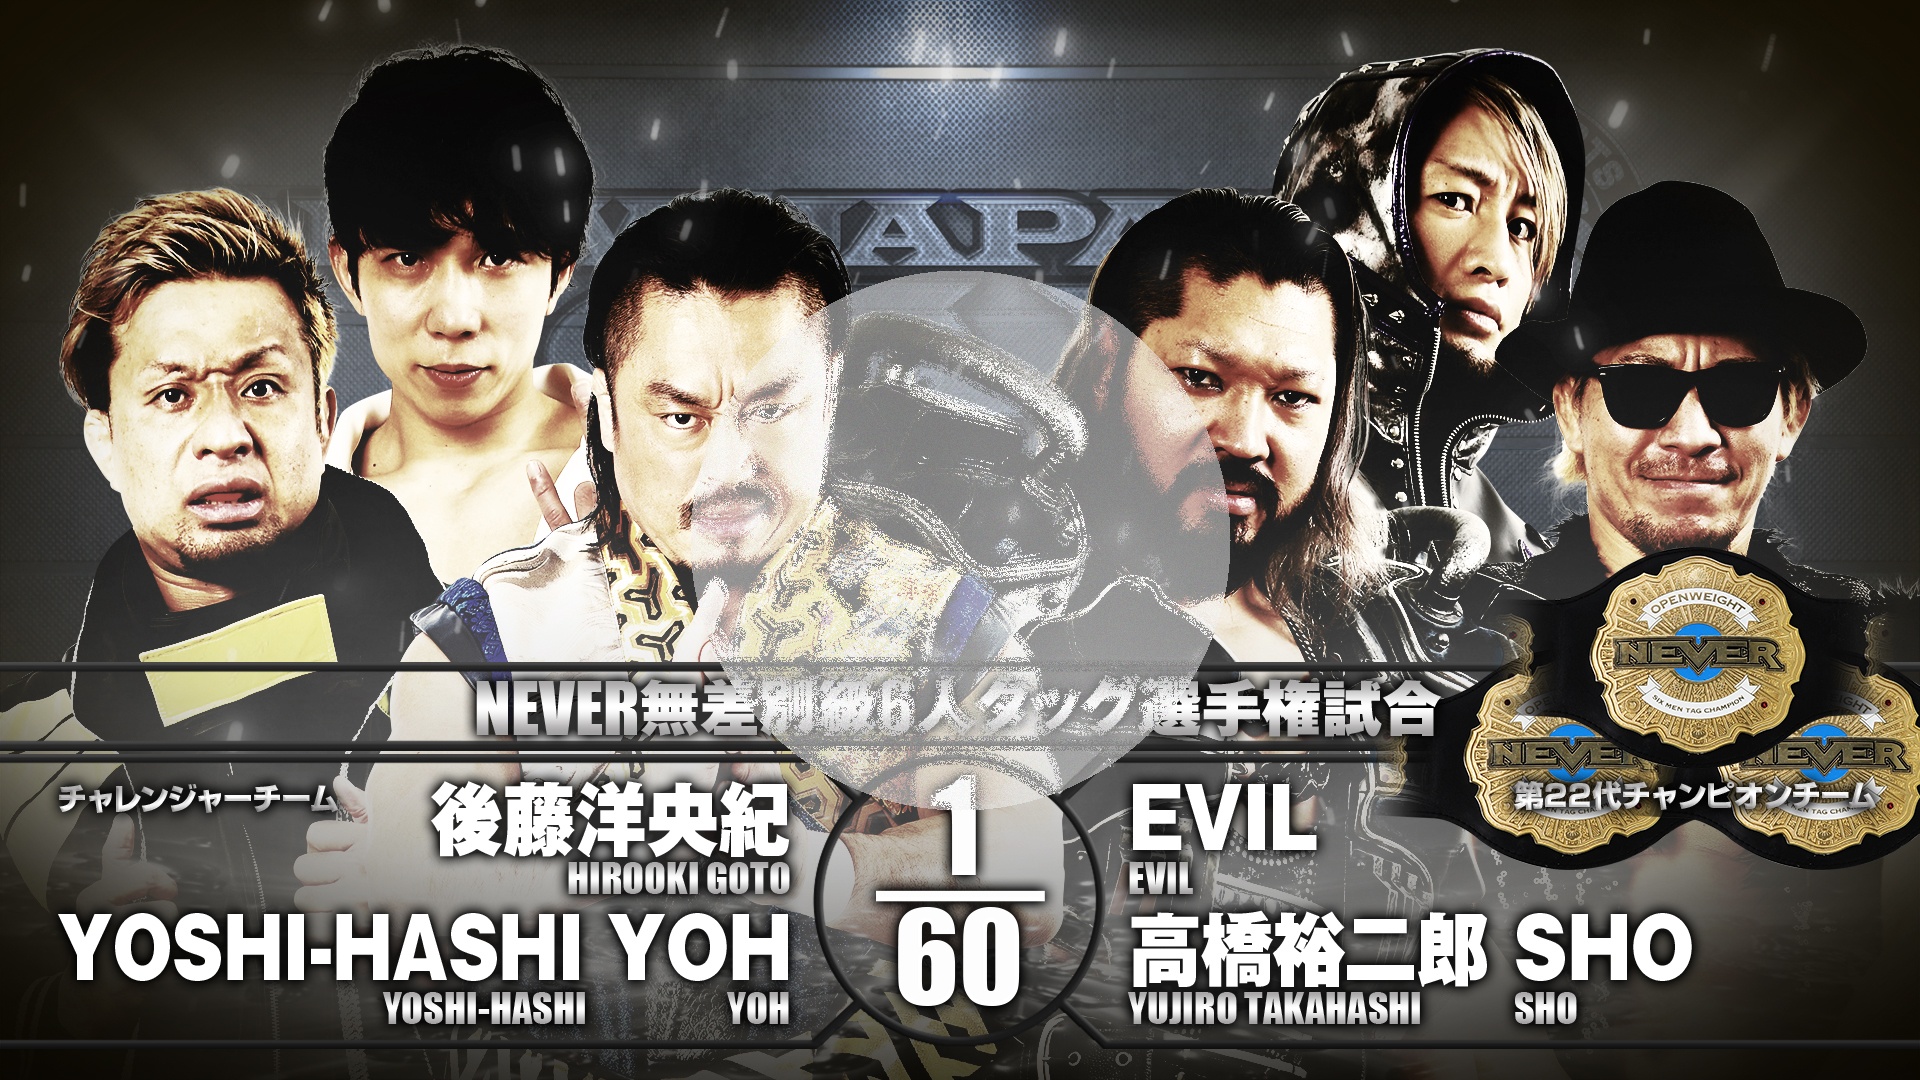 JAPA
NEVER無差別級6人タッグ選手権試合
OPENWEIGHT
NEVER
SIX MEN TAG CHAMPION
NEVER
NEVER
チャレンジャーチーム
第22代チャンピオンチーム
後藤洋央紀
HIROOKI GOTO
YOSHI-HASHI YOH
YOSHI-HASHI YOH
1
60
EVIL
EVIL
高橋裕二郎 SHO
YUJIRO TAKAHASHI SHO